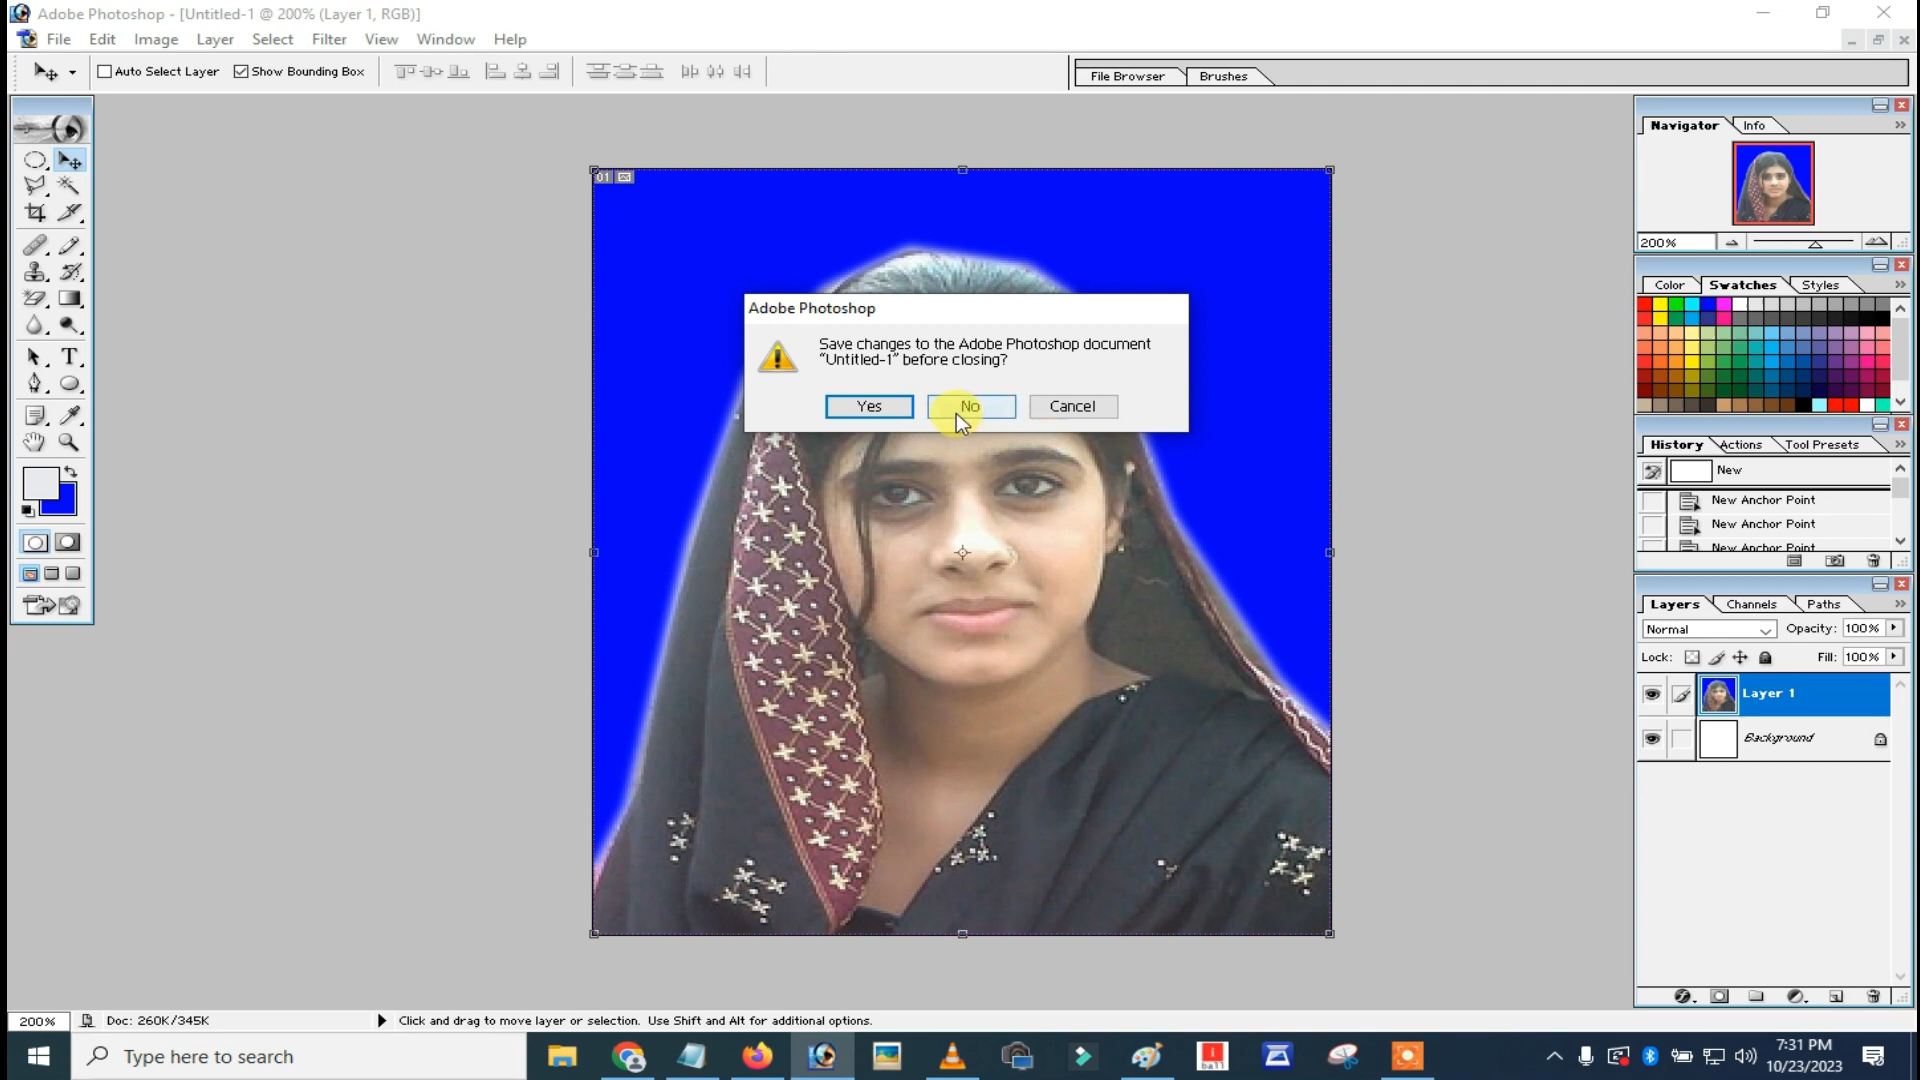 Adobe Photoshop - [Untitled-1 @ 200% (Layer 1, RGB)]
File Edit Image Layer Select Filter View Window Help
Auto Select Layer Show Bounding Box
File Browser Brushes
Navigator Info
200%
Color Swatches Styles
01
Adobe Photoshop
Save changes to the Adobe Photoshop document
"Untitled-1" before closing?
Yes No Cancel
History Actions Tool Presets
New
New Anchor Point
New Anchor Point
New Anchor Point
Layers Channels Paths
Normal Opacity: 100%
Lock: Fill: 100%
Layer 1
Background
200% Doc: 260K/345K Click and drag to move layer or selection. Use Shift and Alt for additional options.
Type here to search
i
ball
7:31 PM
10/23/2023